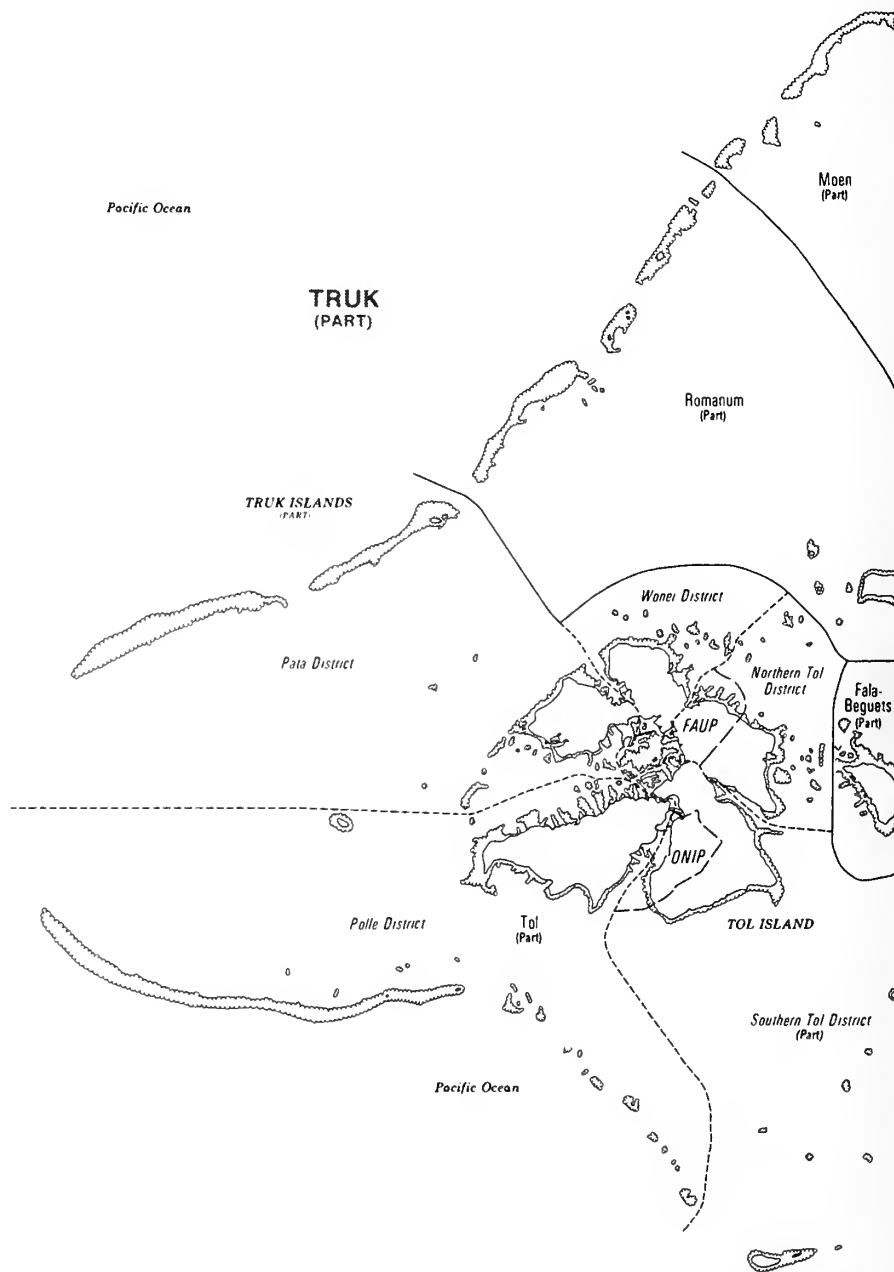 Moen
(Part)
Pacific Ocean
TRUK
(PART)
Romanum
(Part)
TRUK ISLANDS
(PART)
Wonei District
Pata District
Northern Tol
District
Fala-
Beguets
(Part)
FAUP
ONIP
Polle District
Tol
(Part)
TOL ISLAND
Southern Tol District
(Part)
Pacific Ocean